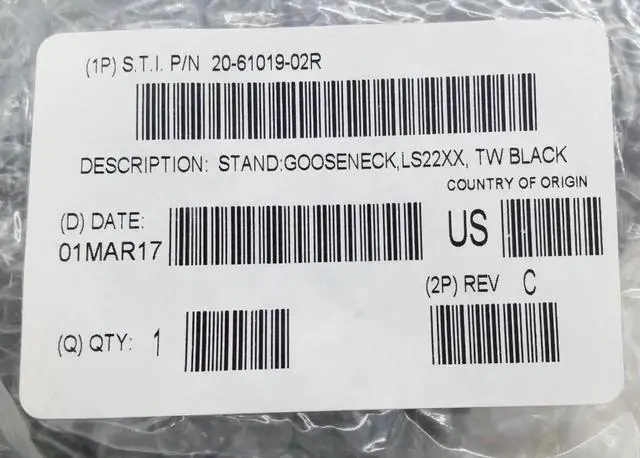 (1P) S.T.I. P/N 20-61019-02R
DESCRIPTION: STAND:GOOSENECK,LS22XX, TW BLACK
COUNTRY OF ORIGIN
(D) DATE:
01MAR17
US
(2P) REV C
(Q) QTY: 1